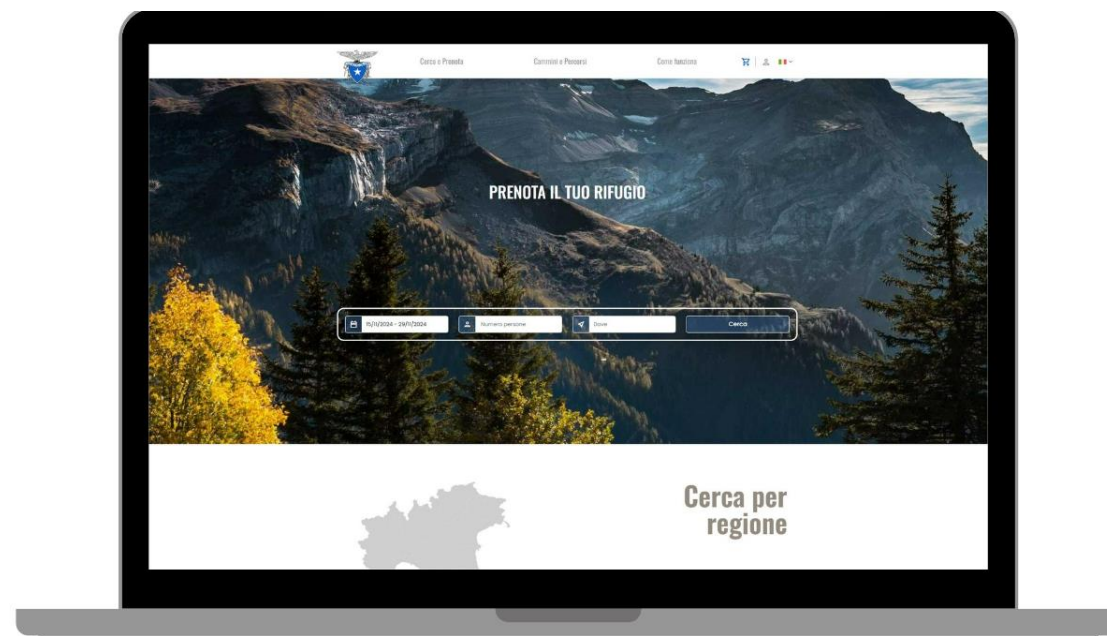 Cerca e Prenota
Cammini e Percorsi
Come funziona
PRENOTA IL TUO RIFUGIO
15/11/2024 - 29/11/2024
Numero persone
Dove
Cerca
Cerca per
regione